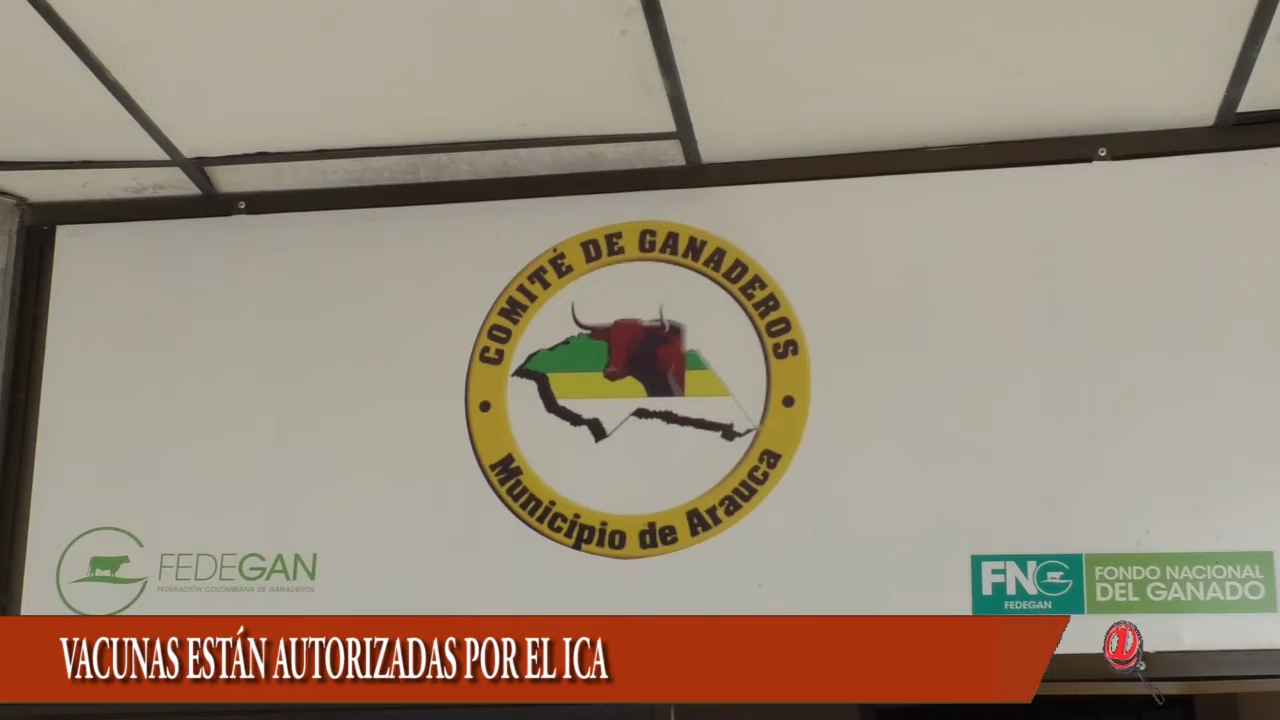 COMITÉ DE GANADEROS
Municipio de Arauca
FEDEGAN
FEDERACIÓN COLOMBIANA DE GANADEROS
FNG
FEDEGAN
FONDO NACIONAL
DEL GANADO
VACUNAS ESTÁN AUTORIZADAS POR EL ICA